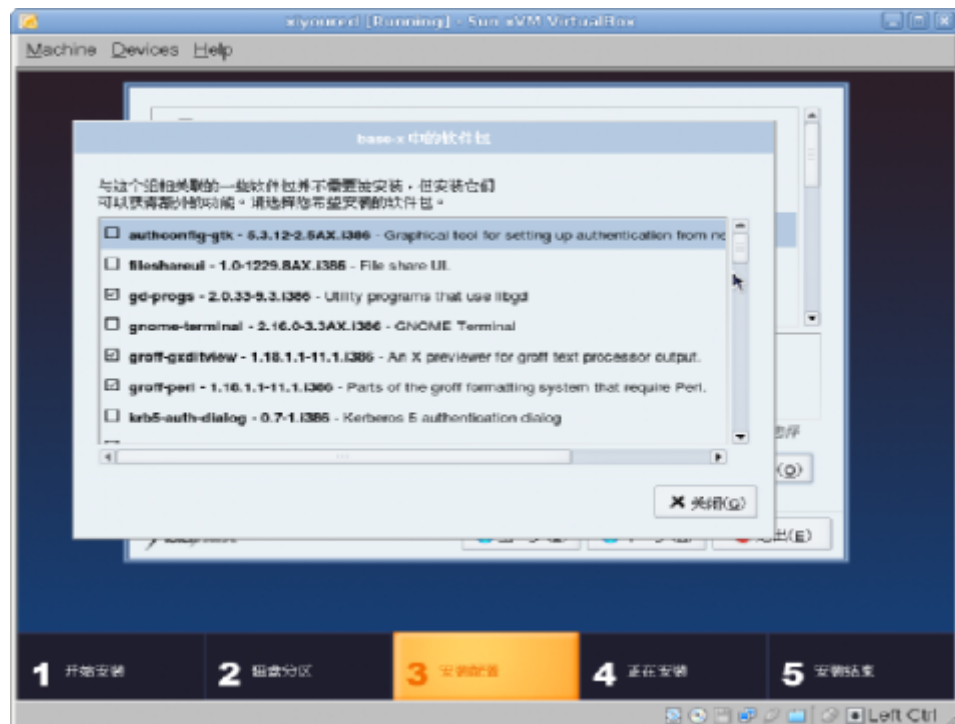 xiyoured [Running] - Sun xVM VirtualBox
Machine Devices Help
base-x 中的软件包
与这个组相关联的一些软件包并不需要被安装,但安装它们
可以获得额外的功能。请选择您希望安装的软件包。
authconfig-gtk - 5.3.12-2.5AX.i386 - Graphical tool for setting up authentication from ne
fileshareui - 1.0-1229.8AX.i386 - File share UI.
gd-progs - 2.0.33-9.3.i386 - Utility programs that use libgd
gnome-terminal - 2.16.0-3.3AX.i386 - GNOME Terminal
groff-gxditview - 1.18.1.1-11.1.i386 - An X previewer for groff text processor output.
groff-perl - 1.18.1.1-11.1.i386 - Parts of the groff formatting system that require Perl.
krb5-auth-dialog - 0.7-1.i386 - Kerberos 5 authentication dialog
(O)
关闭(C)
出(E)
1 开始安装
2 磁盘分区
3 安装配置
4 正在安装
5 安装结束
Left Ctrl